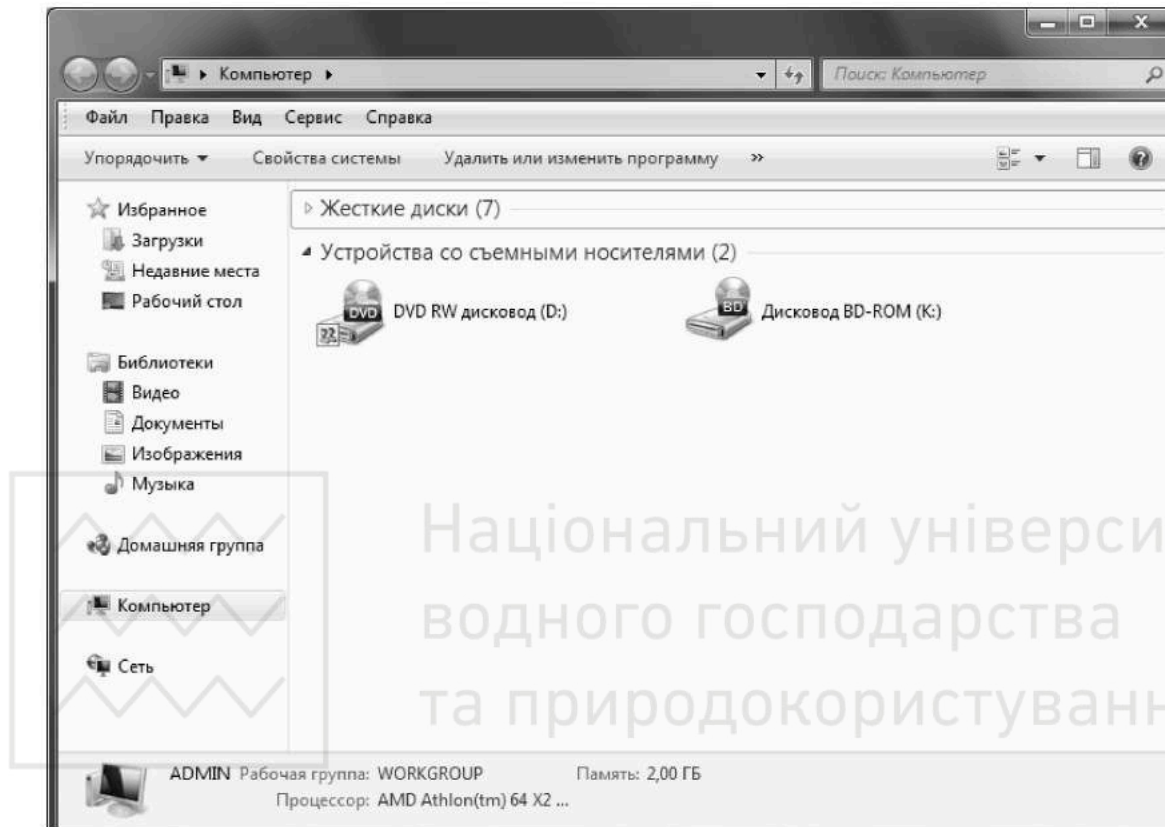 Компьютер
Поиск: Компьютер
Файл Правка Вид Сервис Справка
Упорядочить Свойства системы Удалить или изменить программу »
Избранное
Загрузки
Недавние места
Рабочий стол
Библиотеки
Видео
Документы
Изображения
Музыка
Домашняя группа
Компьютер
Сеть
Жесткие диски (7)
Устройства со съемными носителями (2)
DVD
DVD RW дисковод (D:)
BD
Дисковод BD-ROM (K:)
Національний універси
водного господарства
та природокористуванн
ADMIN Рабочая группа: WORKGROUP Память: 2,00 ГБ
Процессор: AMD Athlon(tm) 64 X2 ...